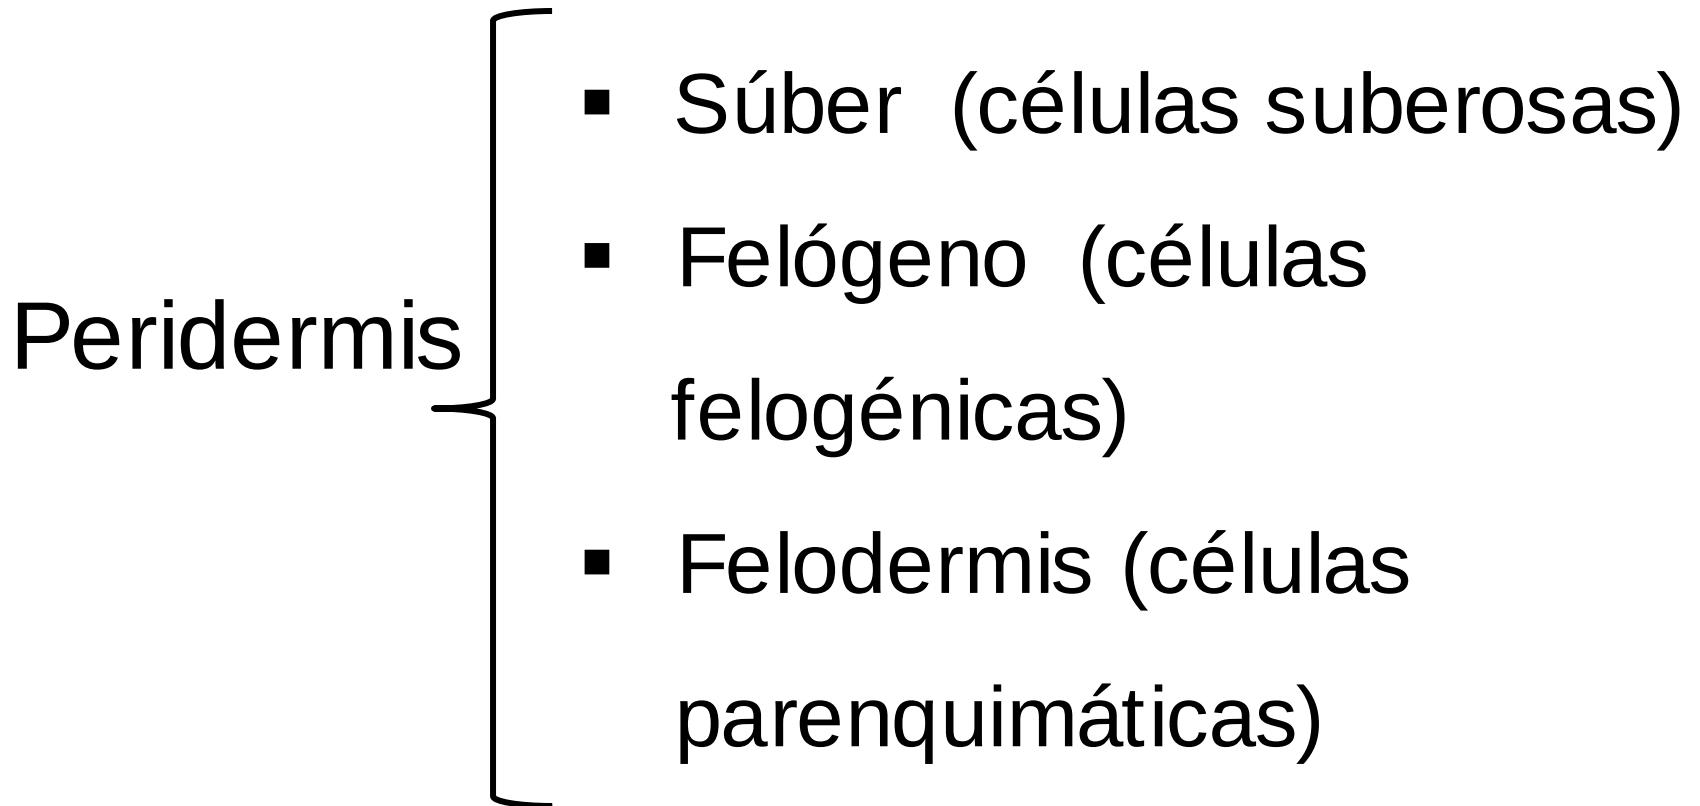 Peridermis
▪ Súber (células suberosas)
▪ Felógeno (células
felogénicas)
▪ Felodermis (células
parenquimáticas)